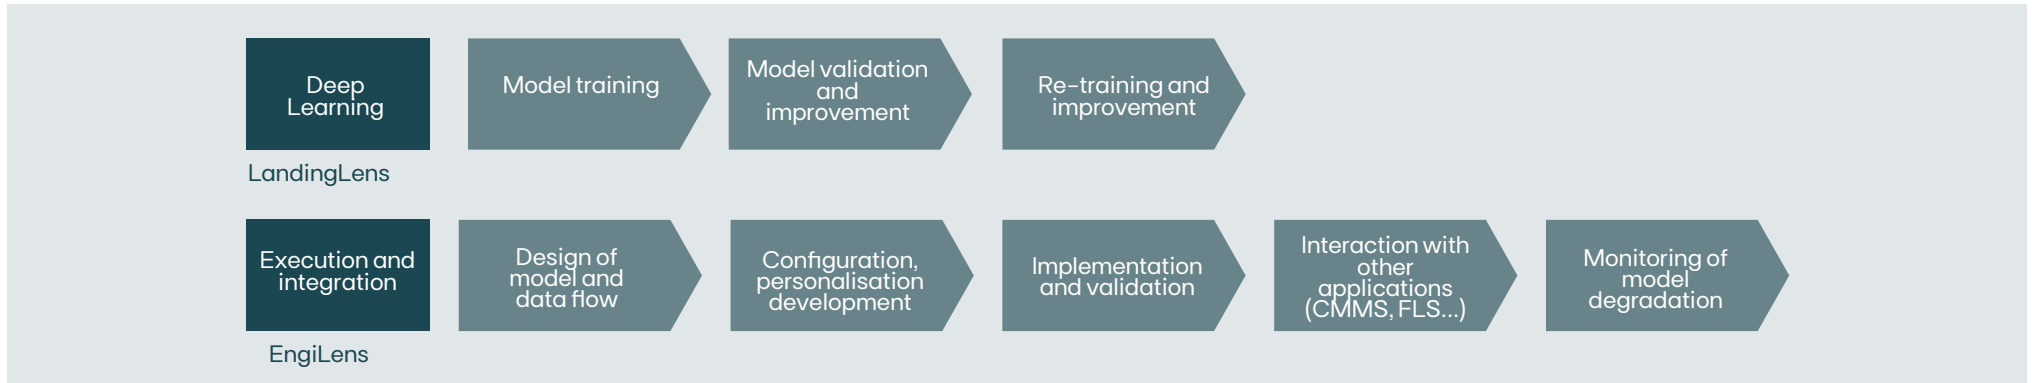 Deep
Learning
Model training
Model validation
and
improvement
Re-training and
improvement
LandingLens
Execution and
integration
Design of
model and
data flow
Configuration,
personalisation
development
Implementation
and validation
Interaction with
other
applications
(CMMS, FLS...)
Monitoring of
model
degradation
EngiLens